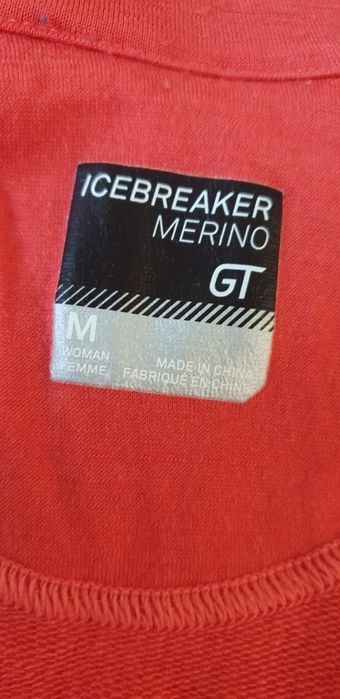 ICEBREAKER
MERINO
GT
M
WOMAN
FEMME
MADE IN CHINA
FABRIQUÉ EN CHINE